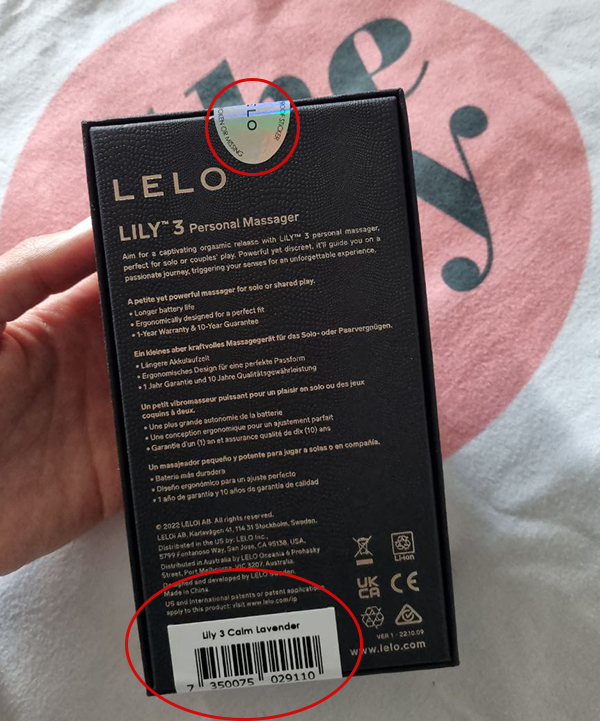 the
y
ELO
LELO
LILY™ 3 Personal Massager
Aim for a captivating orgasmic release with LILY™ 3 personal massager,
perfect for solo or couples' play. Powerful yet discreet, it'll guide you on a
passionate journey, triggering your senses for an unforgettable experience.
A petite yet powerful massager for solo or shared play.
• Longer battery life
• Ergonomically designed for a perfect fit
• 1-Year Warranty & 10-Year Guarantee
Ein kleines aber kraftvolles Massagegerät für das Solo- oder Paarvergnügen.
• Längere Akkulaufzeit
• Ergonomisches Design für eine perfekte Passform
• 1 Jahr Garantie und 10 Jahre Qualitätsgewährleistung
Un petit vibromasseur puissant pour un plaisir en solo ou des jeux
coquins à deux.
• Une plus grande autonomie de la batterie
• Une conception ergonomique pour un ajustement parfait
• Garantie d'un (1) an et assurance qualité de dix (10) ans
Un masajeador pequeño y potente para jugar a solas o en compañía.
• Batería más duradera
• Diseño ergonómico para un ajuste perfecto
• 1 año de garantía y 10 años de garantía de calidad
© 2022 LELOi AB. All rights reserved.
LELOi AB. Karlavägen 41, 114 31 Stockholm, Sweden.
Distributed in the US by: LELO Inc.,
5799 Fontanoso Way, San Jose, CA 95138, USA.
Distributed in Australia by LELO Oceania 6 Prohasky
Street, Port Melbourne, VIC 3207, Australia.
Designed and developed by LELO Sweden.
Made in China.
US and international patents or patent applications
apply to this product: visit www.lelo.com/ip
Li-ion
UK
CA
CE
VER 1 - 22.10.09
www.lelo.com
Lily 3 Calm Lavender
7 350075 029110